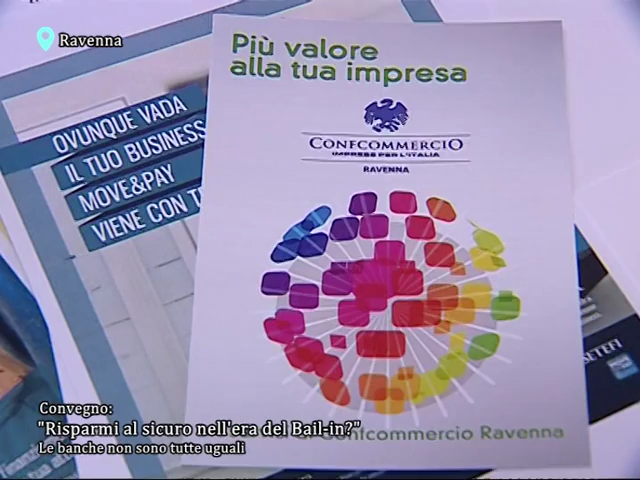 Ravenna
Più valore
alla tua impresa
CONFCOMMERCIO
IMPRESE PER L'ITALIA
RAVENNA
OVUNQUE VADA
IL TUO BUSINESS
MOVE&PAY
VIENE CON T
SETEFI
Confcommercio Ravenna
Convegno:
"Risparmi al sicuro nell'era del Bail-in?"
Le banche non sono tutte uguali